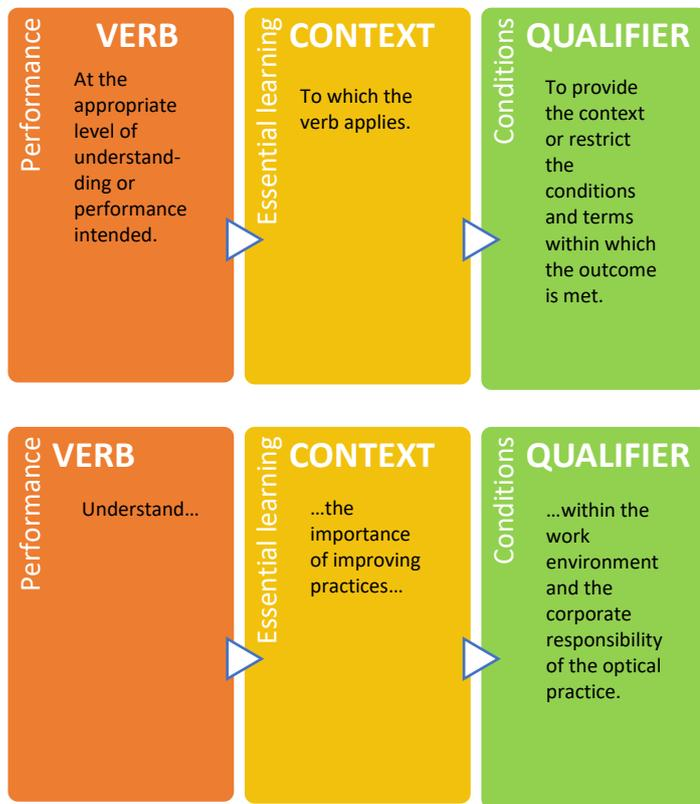 Performance
VERB
At the
appropriate
level of
understand-
ding or
performance
intended.
Essential learning
CONTEXT
To which the
verb applies.
Conditions
QUALIFIER
To provide
the context
or restrict
the
conditions
and terms
within which
the outcome
is met.
Performance
VERB
Understand...
Essential learning
CONTEXT
...the
importance
of improving
practices...
Conditions
QUALIFIER
...within the
work
environment
and the
corporate
responsibility
of the optical
practice.